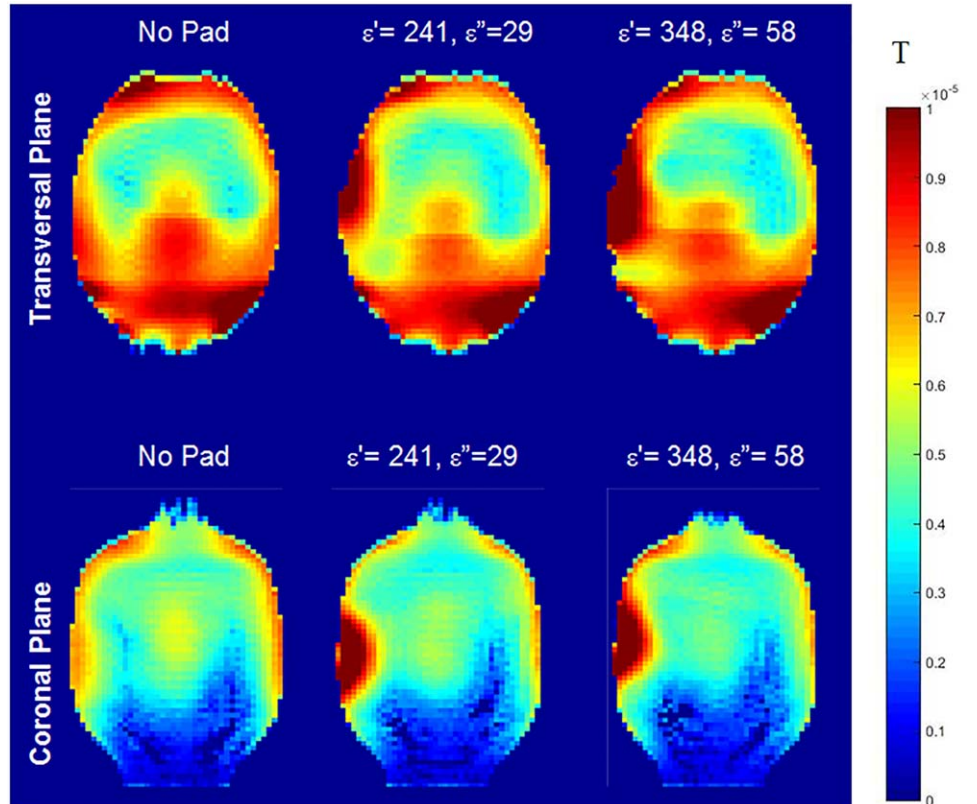 No Pad
ε'= 241, ε"=29
ε'= 348, ε"= 58
T
×10⁻⁵
Transversal Plane
1
0.9
0.8
0.7
0.6
0.5
0.4
0.3
0.2
0.1
0
No Pad
ε'= 241, ε"=29
ε'= 348, ε"= 58
Coronal Plane